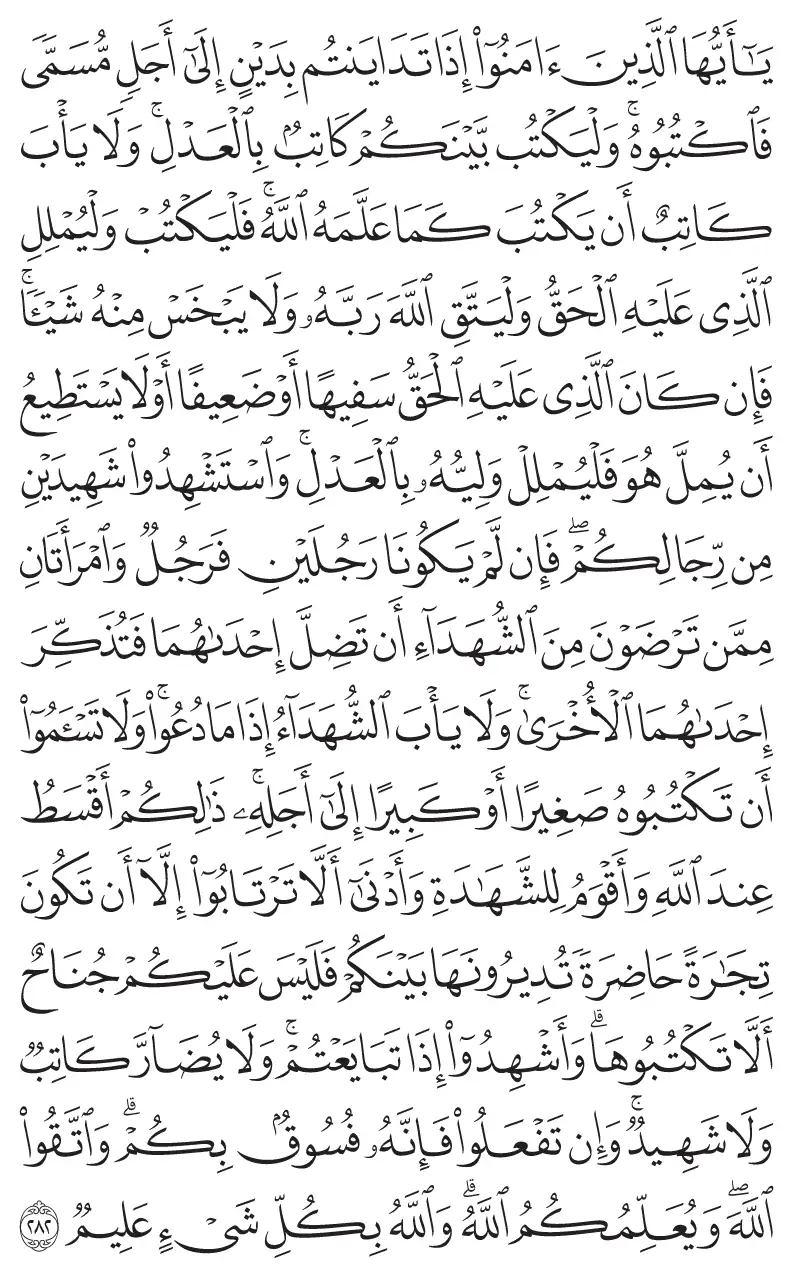 يَـٰٓأَيُّهَا ٱلَّذِينَ ءَامَنُوٓا۟ إِذَا تَدَايَنتُم بِدَيْنٍ إِلَىٰٓ أَجَلٍ مُّسَمًّى
فَٱكْتُبُوهُ ۚ وَلْيَكْتُب بَّيْنَكُمْ كَاتِبٌۢ بِٱلْعَدْلِ ۚ وَلَا يَأْبَ
كَاتِبٌ أَن يَكْتُبَ كَمَا عَلَّمَهُ ٱللَّهُ ۚ فَلْيَكْتُبْ وَلْيُمْلِلِ
ٱلَّذِى عَلَيْهِ ٱلْحَقُّ وَلْيَتَّقِ ٱللَّهَ رَبَّهُۥ وَلَا يَبْخَسْ مِنْهُ شَيْـًٔا ۚ
فَإِن كَانَ ٱلَّذِى عَلَيْهِ ٱلْحَقُّ سَفِيهًا أَوْ ضَعِيفًا أَوْ لَا يَسْتَطِيعُ
أَن يُمِلَّ هُوَ فَلْيُمْلِلْ وَلِيُّهُۥ بِٱلْعَدْلِ ۚ وَٱسْتَشْهِدُوا۟ شَهِيدَيْنِ
مِن رِّجَالِكُمْ ۖ فَإِن لَّمْ يَكُونَا رَجُلَيْنِ فَرَجُلٌ وَٱمْرَأَتَانِ
مِمَّن تَرْضَوْنَ مِنَ ٱلشُّهَدَآءِ أَن تَضِلَّ إِحْدَىٰهُمَا فَتُذَكِّرَ
إِحْدَىٰهُمَا ٱلْأُخْرَىٰ ۚ وَلَا يَأْبَ ٱلشُّهَدَآءُ إِذَا مَا دُعُوا۟ ۚ وَلَا تَسْـَٔمُوٓا۟
أَن تَكْتُبُوهُ صَغِيرًا أَوْ كَبِيرًا إِلَىٰٓ أَجَلِهِۦ ۚ ذَٰلِكُمْ أَقْسَطُ
عِندَ ٱللَّهِ وَأَقْوَمُ لِلشَّهَـٰدَةِ وَأَدْنَىٰٓ أَلَّا تَرْتَابُوٓا۟ إِلَّآ أَن تَكُونَ
تِجَـٰرَةً حَاضِرَةً تُدِيرُونَهَا بَيْنَكُمْ فَلَيْسَ عَلَيْكُمْ جُنَاحٌ
أَلَّا تَكْتُبُوهَا ۗ وَأَشْهِدُوٓا۟ إِذَا تَبَايَعْتُمْ ۚ وَلَا يُضَآرَّ كَاتِبٌ
وَلَا شَهِيدٌ ۚ وَإِن تَفْعَلُوا۟ فَإِنَّهُۥ فُسُوقٌۢ بِكُمْ ۗ وَٱتَّقُوا۟
ٱللَّهَ ۖ وَيُعَلِّمُكُمُ ٱللَّهُ ۗ وَٱللَّهُ بِكُلِّ شَىْءٍ عَلِيمٌ ٢٨٢